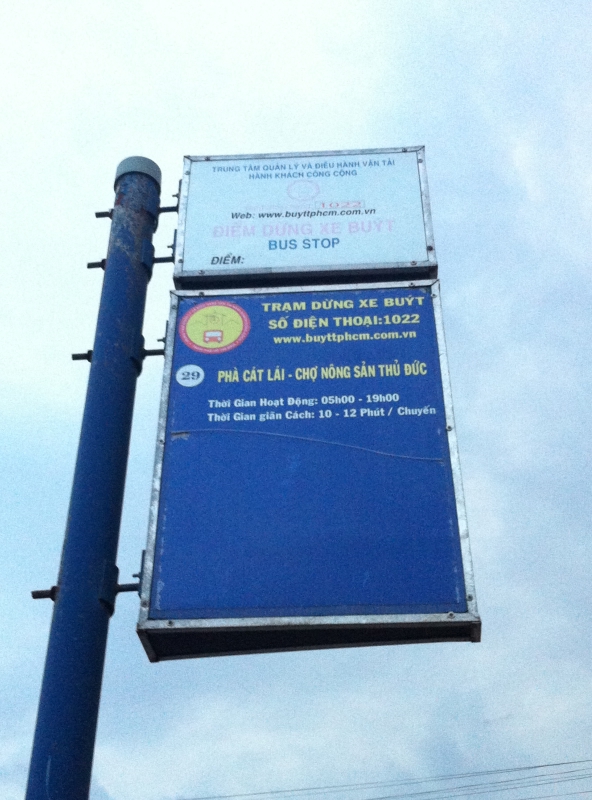 TRUNG TÂM QUẢN LÝ VÀ ĐIỀU HÀNH VẬN TẢI
HÀNH KHÁCH CÔNG CỘNG
1022
Web: www.buyttphcm.com.vn
ĐIỂM DỪNG XE BUÝT
BUS STOP
ĐIỂM:
TRẠM DỪNG XE BUÝT
SỐ ĐIỆN THOẠI:1022
www.buyttphcm.com.vn
29 PHÀ CÁT LÁI - CHỢ NÔNG SẢN THỦ ĐỨC
Thời Gian Hoạt Động: 05h00 - 19h00
Thời Gian giãn Cách: 10 - 12 Phút / Chuyến